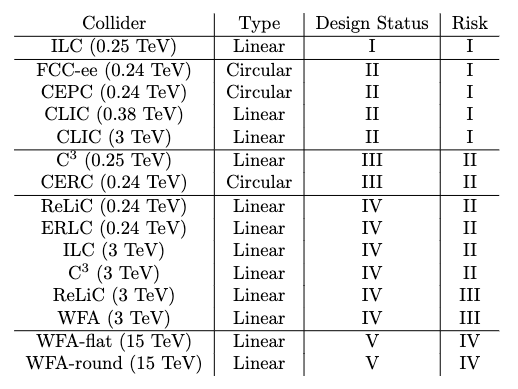 Collider Type Design Status Risk
ILC (0.25 TeV) Linear I I
FCC-ee (0.24 TeV) Circular II I
CEPC (0.24 TeV) Circular II I
CLIC (0.38 TeV) Linear II I
CLIC (3 TeV) Linear II I
C³ (0.25 TeV) Linear III II
CERC (0.24 TeV) Circular III II
ReLiC (0.24 TeV) Linear IV II
ERLC (0.24 TeV) Linear IV II
ILC (3 TeV) Linear IV II
C³ (3 TeV) Linear IV II
ReLiC (3 TeV) Linear IV III
WFA (3 TeV) Linear IV III
WFA-flat (15 TeV) Linear V IV
WFA-round (15 TeV) Linear V IV